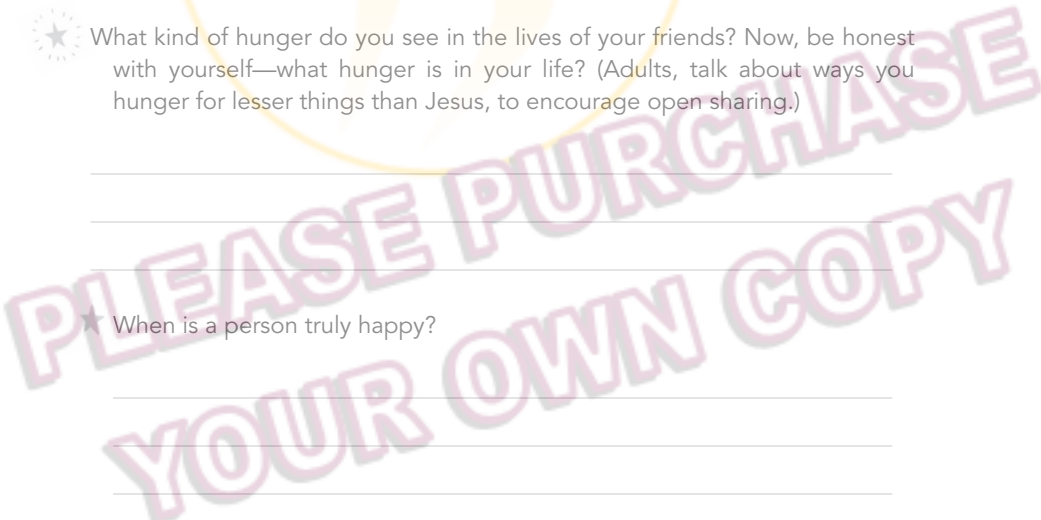 What kind of hunger do you see in the lives of your friends? Now, be honest
with yourself—what hunger is in your life? (Adults, talk about ways you
hunger for lesser things than Jesus, to encourage open sharing.)
When is a person truly happy?
PLEASE PURCHASE
YOUR OWN COPY